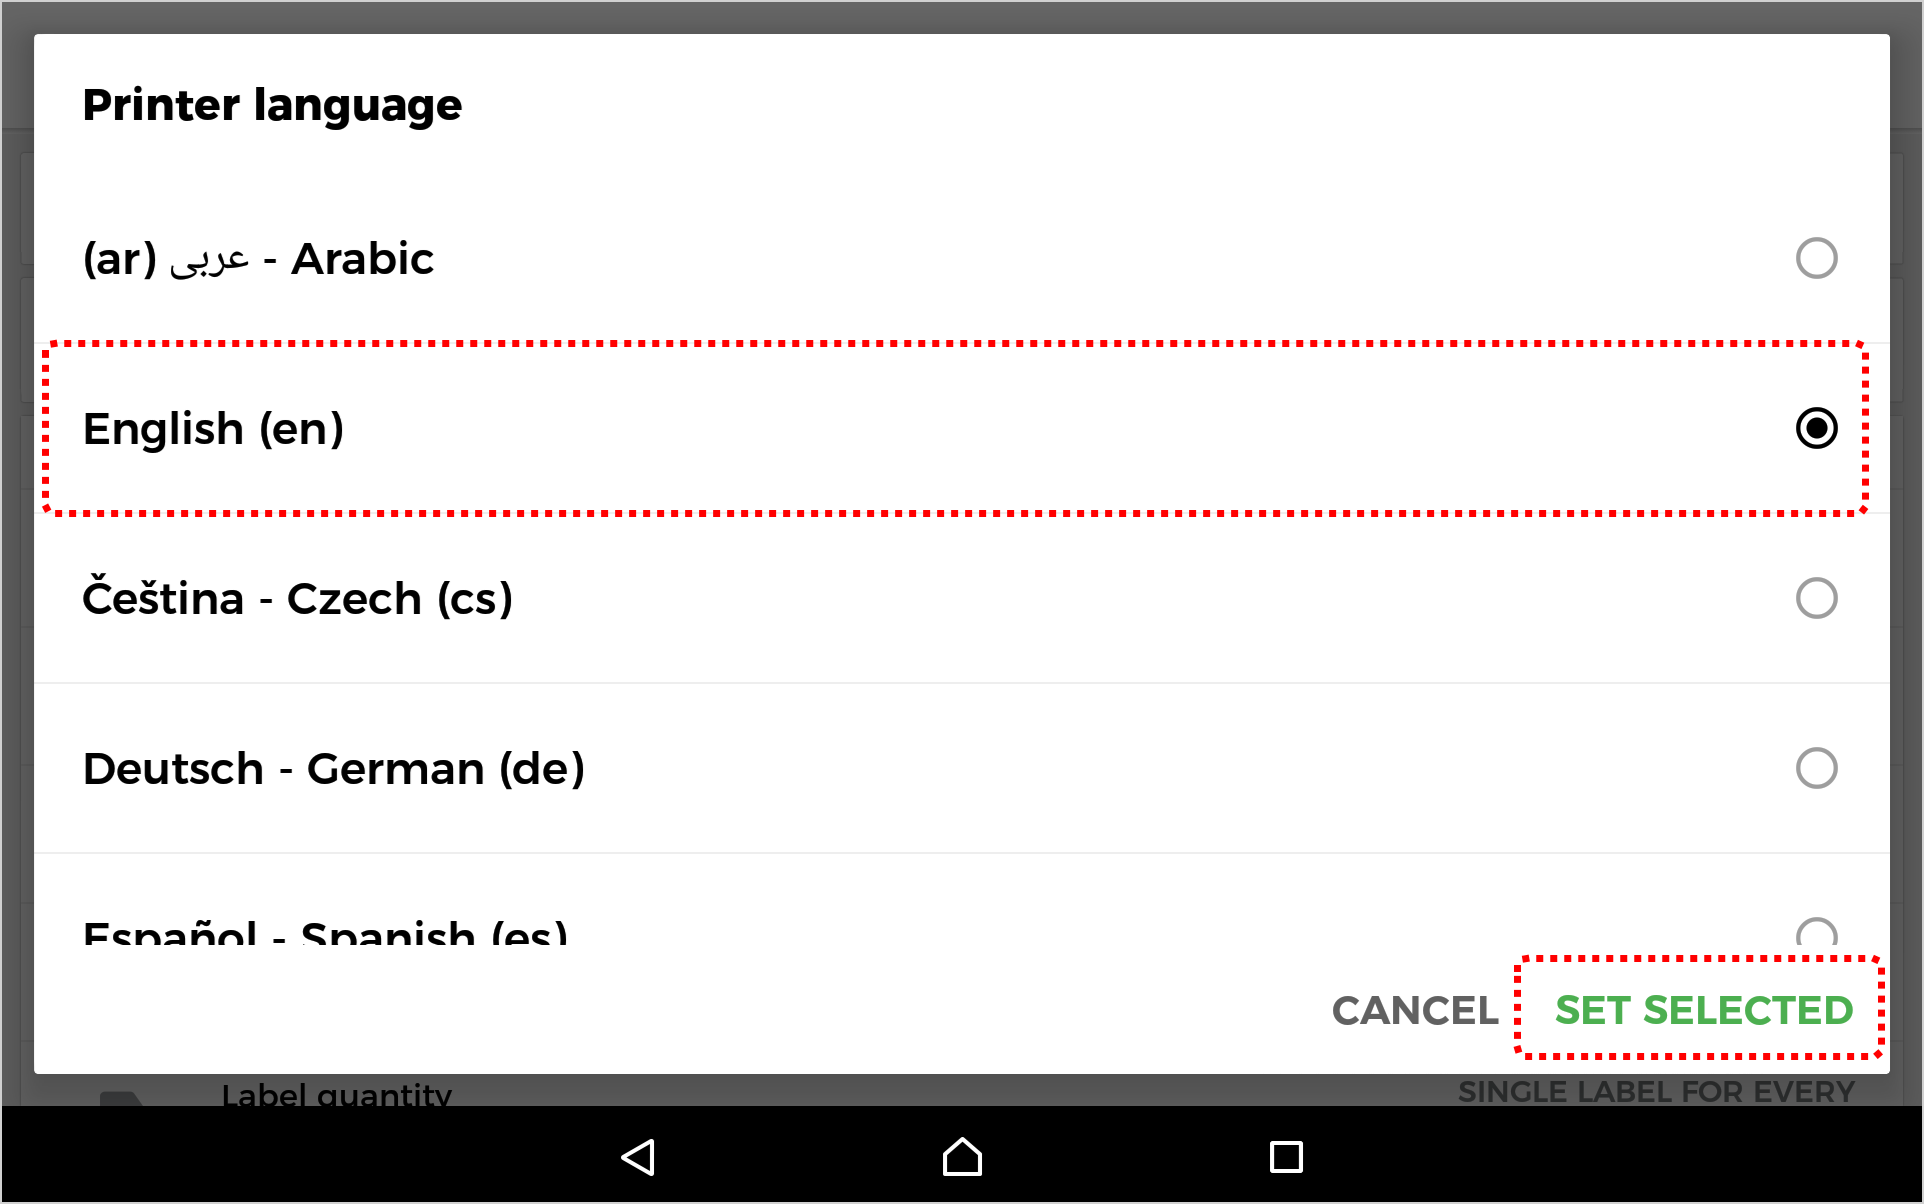 Printer language
(ar) عربى - Arabic
English (en)
Čeština - Czech (cs)
Deutsch - German (de)
Español - Spanish (es)
CANCEL SET SELECTED
Label quantity SINGLE LABEL FOR EVERY